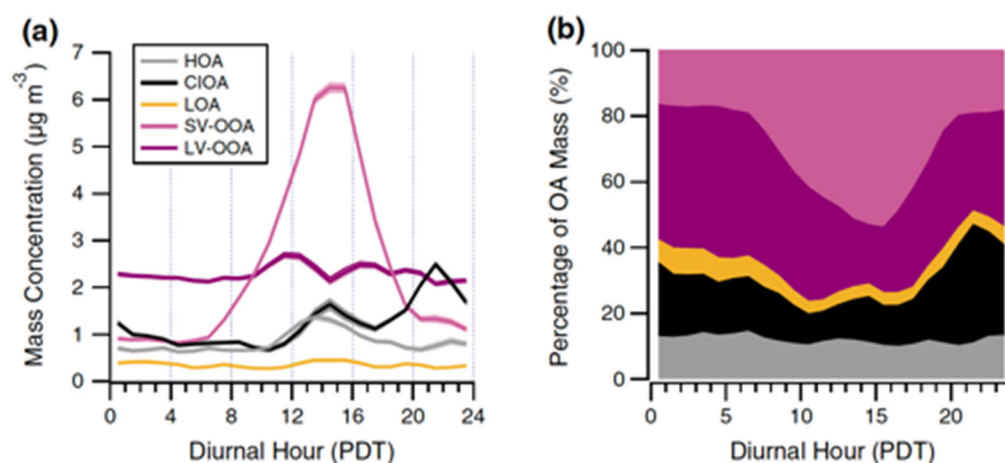 (a)
7
6
5
4
3
2
1
0
Mass Concentration (µg m-3)
HOA
CIOA
LOA
SV-OOA
LV-OOA
0 4 8 12 16 20 24
Diurnal Hour (PDT)
(b)
100
80
60
40
20
0
Percentage of OA Mass (%)
0 5 10 15 20
Diurnal Hour (PDT)